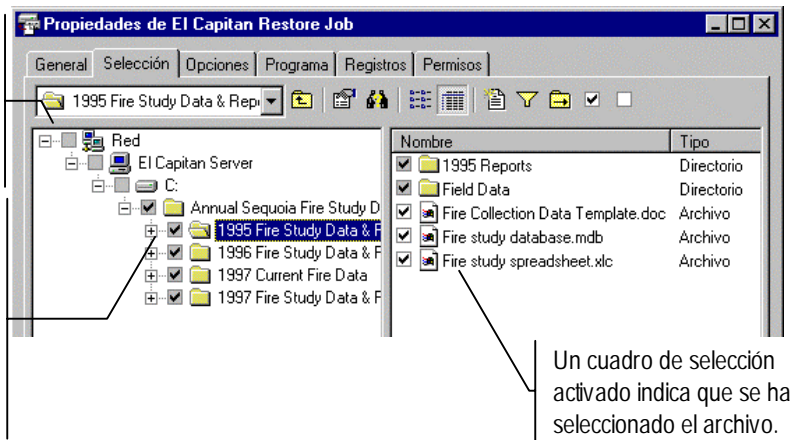 Propiedades de El Capitan Restore Job
General Selección Opciones Programa Registros Permisos
1995 Fire Study Data & Rep
Red
El Capitan Server
C:
Annual Sequoia Fire Study D
1995 Fire Study Data & F
1996 Fire Study Data & F
1997 Current Fire Data
1997 Fire Study Data & F
Nombre Tipo
1995 Reports Directorio
Field Data Directorio
Fire Collection Data Template.doc Archivo
Fire study database.mdb Archivo
Fire study spreadsheet.xlc Archivo
Un cuadro de selección
activado indica que se ha
seleccionado el archivo.